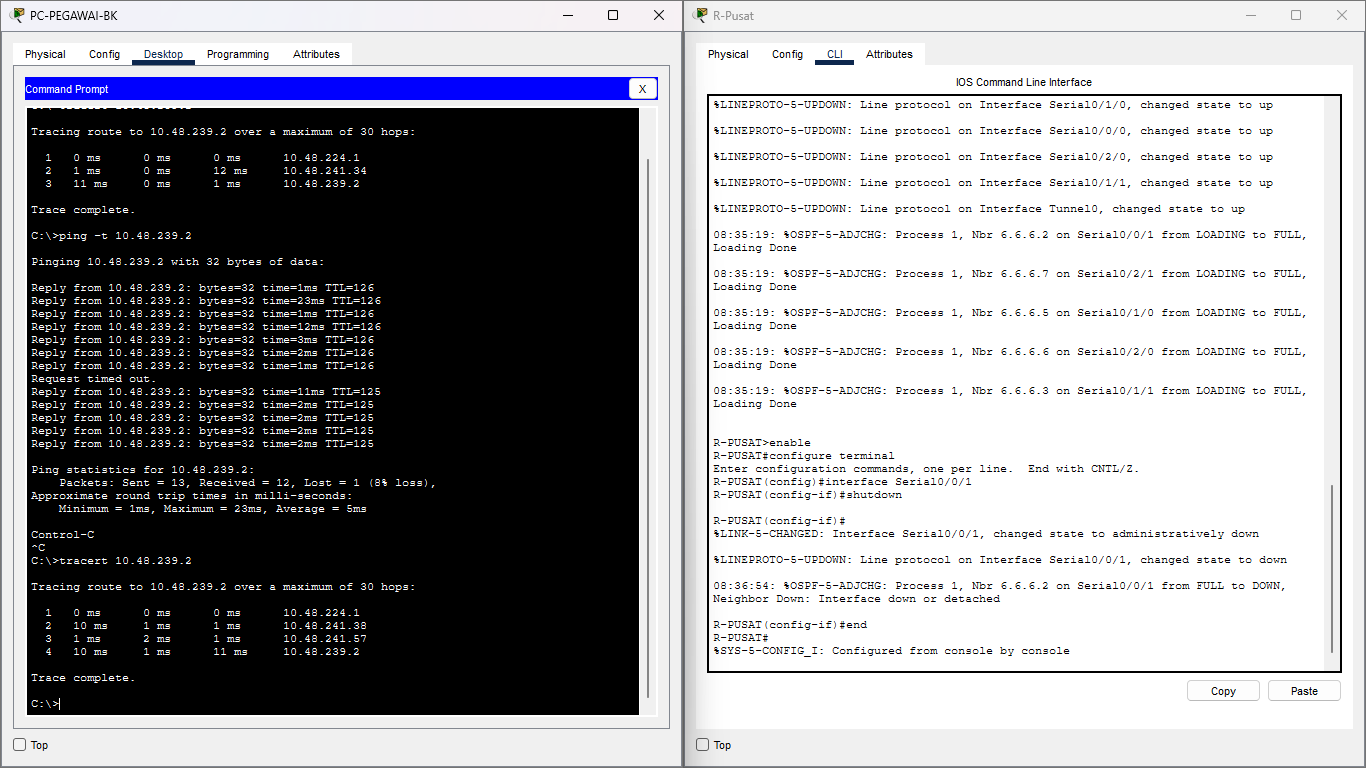 PC-PEGAWAI-BK
Physical Config Desktop Programming Attributes
Command Prompt
X
Tracing route to 10.48.239.2 over a maximum of 30 hops:
1 0 ms 0 ms 0 ms 10.48.224.1
2 1 ms 0 ms 12 ms 10.48.241.34
3 11 ms 0 ms 1 ms 10.48.239.2
Trace complete.
C:\>ping -t 10.48.239.2
Pinging 10.48.239.2 with 32 bytes of data:
Reply from 10.48.239.2: bytes=32 time=1ms TTL=126
Reply from 10.48.239.2: bytes=32 time=23ms TTL=126
Reply from 10.48.239.2: bytes=32 time=1ms TTL=126
Reply from 10.48.239.2: bytes=32 time=12ms TTL=126
Reply from 10.48.239.2: bytes=32 time=3ms TTL=126
Reply from 10.48.239.2: bytes=32 time=2ms TTL=126
Reply from 10.48.239.2: bytes=32 time=1ms TTL=126
Request timed out.
Reply from 10.48.239.2: bytes=32 time=11ms TTL=125
Reply from 10.48.239.2: bytes=32 time=2ms TTL=125
Reply from 10.48.239.2: bytes=32 time=2ms TTL=125
Reply from 10.48.239.2: bytes=32 time=2ms TTL=125
Reply from 10.48.239.2: bytes=32 time=2ms TTL=125
Ping statistics for 10.48.239.2:
Packets: Sent = 13, Received = 12, Lost = 1 (8% loss),
Approximate round trip times in milli-seconds:
Minimum = 1ms, Maximum = 23ms, Average = 5ms
Control-C
^C
C:\>tracert 10.48.239.2
Tracing route to 10.48.239.2 over a maximum of 30 hops:
1 0 ms 0 ms 0 ms 10.48.224.1
2 10 ms 1 ms 1 ms 10.48.241.38
3 1 ms 2 ms 1 ms 10.48.241.57
4 10 ms 1 ms 11 ms 10.48.239.2
Trace complete.
C:\>
Top
R-Pusat
Physical Config CLI Attributes
IOS Command Line Interface
%LINEPROTO-5-UPDOWN: Line protocol on Interface Serial0/1/0, changed state to up
%LINEPROTO-5-UPDOWN: Line protocol on Interface Serial0/0/0, changed state to up
%LINEPROTO-5-UPDOWN: Line protocol on Interface Serial0/2/0, changed state to up
%LINEPROTO-5-UPDOWN: Line protocol on Interface Serial0/1/1, changed state to up
%LINEPROTO-5-UPDOWN: Line protocol on Interface Tunnel0, changed state to up
08:35:19: %OSPF-5-ADJCHG: Process 1, Nbr 6.6.6.2 on Serial0/0/1 from LOADING to FULL,
Loading Done
08:35:19: %OSPF-5-ADJCHG: Process 1, Nbr 6.6.6.7 on Serial0/2/1 from LOADING to FULL,
Loading Done
08:35:19: %OSPF-5-ADJCHG: Process 1, Nbr 6.6.6.5 on Serial0/1/0 from LOADING to FULL,
Loading Done
08:35:19: %OSPF-5-ADJCHG: Process 1, Nbr 6.6.6.6 on Serial0/2/0 from LOADING to FULL,
Loading Done
08:35:19: %OSPF-5-ADJCHG: Process 1, Nbr 6.6.6.3 on Serial0/1/1 from LOADING to FULL,
Loading Done
R-PUSAT>enable
R-PUSAT#configure terminal
Enter configuration commands, one per line. End with CNTL/Z.
R-PUSAT(config)#interface Serial0/0/1
R-PUSAT(config-if)#shutdown
R-PUSAT(config-if)#
%LINK-5-CHANGED: Interface Serial0/0/1, changed state to administratively down
%LINEPROTO-5-UPDOWN: Line protocol on Interface Serial0/0/1, changed state to down
08:36:54: %OSPF-5-ADJCHG: Process 1, Nbr 6.6.6.2 on Serial0/0/1 from FULL to DOWN,
Neighbor Down: Interface down or detached
R-PUSAT(config-if)#end
R-PUSAT#
%SYS-5-CONFIG_I: Configured from console by console
Copy Paste
Top